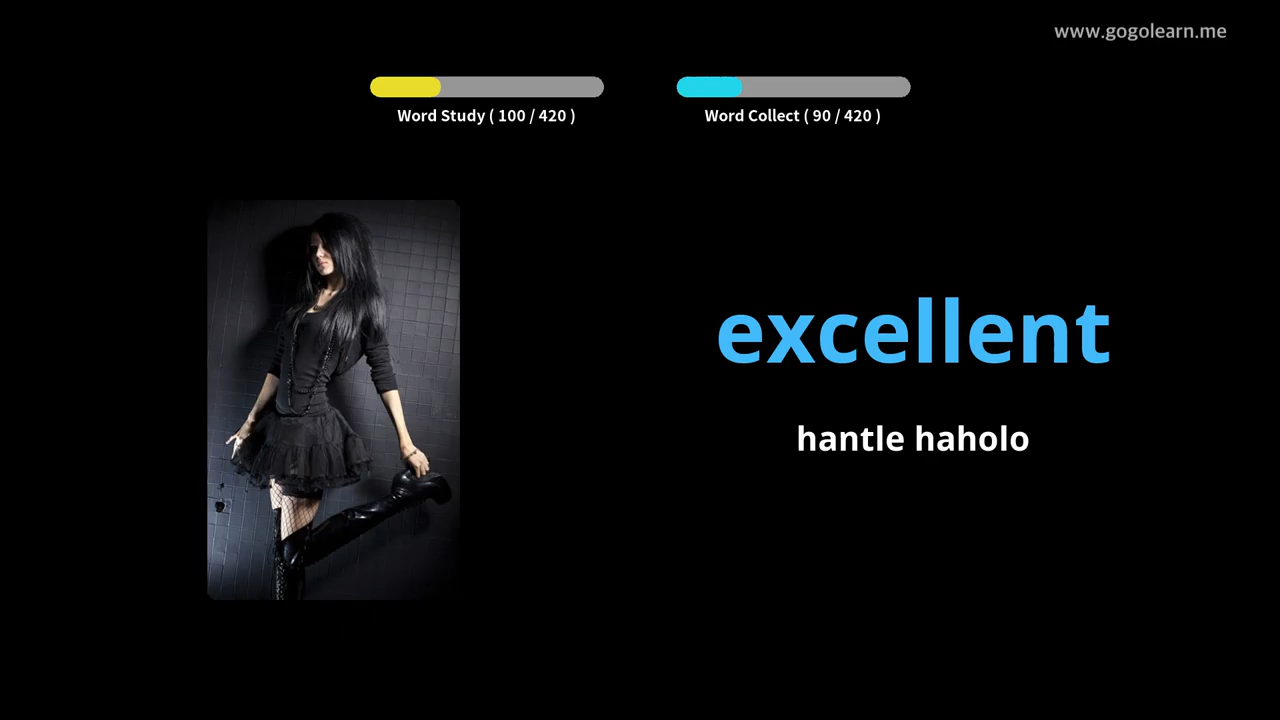 www.gogolearn.me
Word Study ( 100 / 420 )
Word Collect ( 90 / 420 )
excellent
hantle haholo